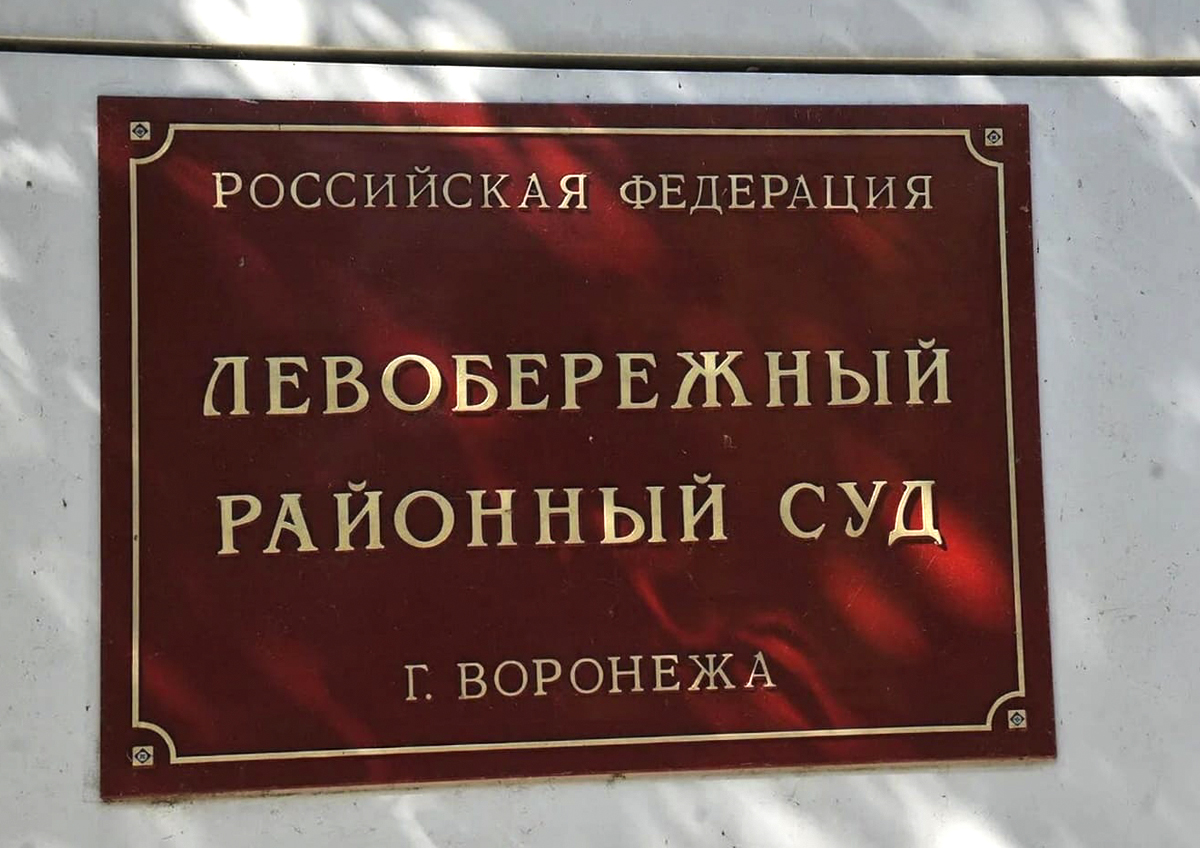 РОССИЙСКАЯ ФЕДЕРАЦИЯ
ЛЕВОБЕРЕЖНЫЙ
РАЙОННЫЙ СУД
Г. ВОРОНЕЖА